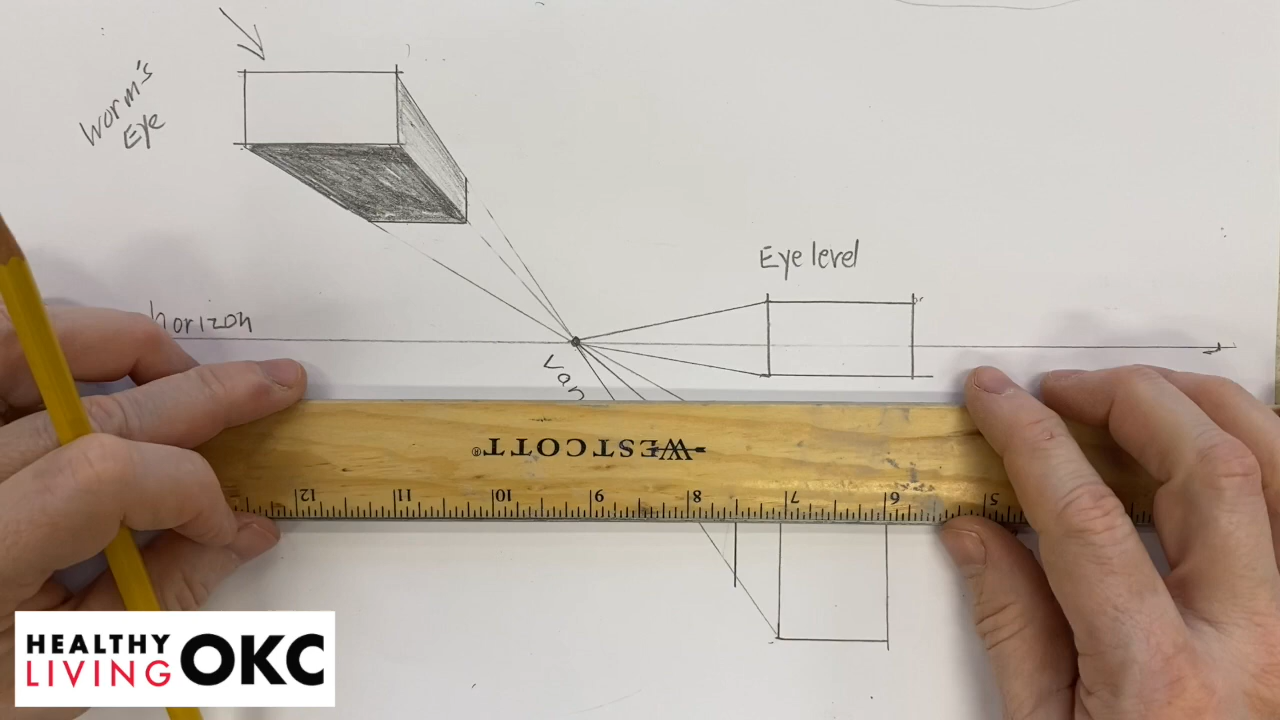 Worm's
Eye
Eye level
horizon
Van
WESTCOTT®
12 11 10 9 8 7 6 5
HEALTHY
LIVING
OKC